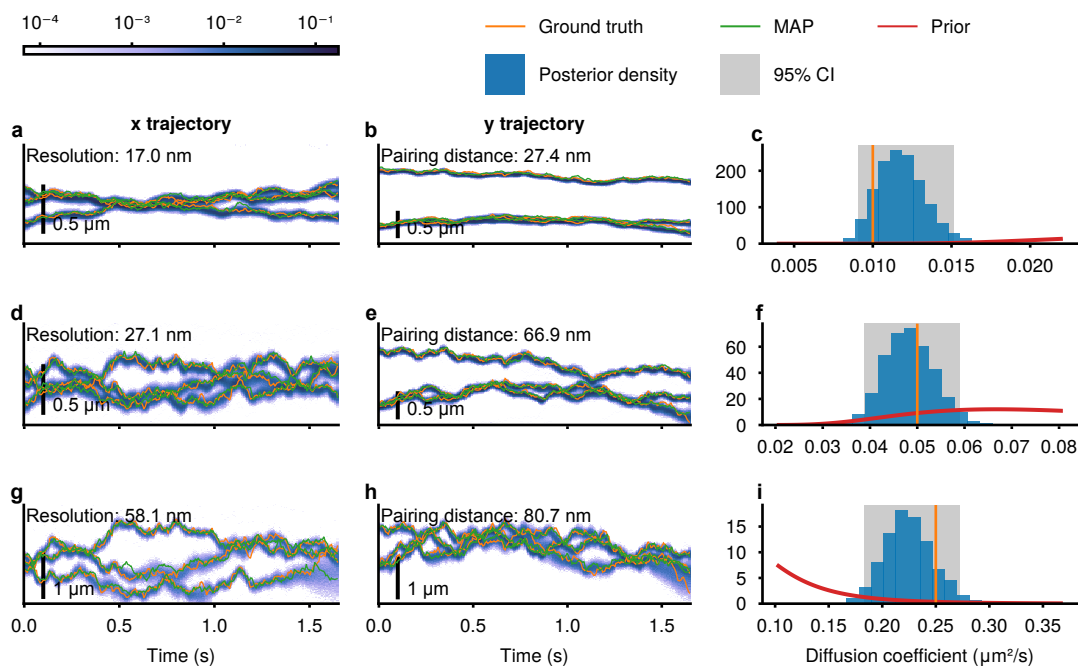 10⁻⁴ 10⁻³ 10⁻² 10⁻¹
Ground truth MAP Prior
Posterior density 95% CI
a x trajectory b y trajectory c
Resolution: 17.0 nm Pairing distance: 27.4 nm
0.5 µm 0.5 µm
200
100
0
0.005 0.010 0.015 0.020
d e f
Resolution: 27.1 nm Pairing distance: 66.9 nm
0.5 µm 0.5 µm
60
40
20
0
0.02 0.03 0.04 0.05 0.06 0.07 0.08
g h i
Resolution: 58.1 nm Pairing distance: 80.7 nm
1 µm 1 µm
15
10
5
0
0.0 0.5 1.0 1.5 0.0 0.5 1.0 1.5 0.10 0.15 0.20 0.25 0.30 0.35
Time (s) Time (s) Diffusion coefficient (µm²/s)